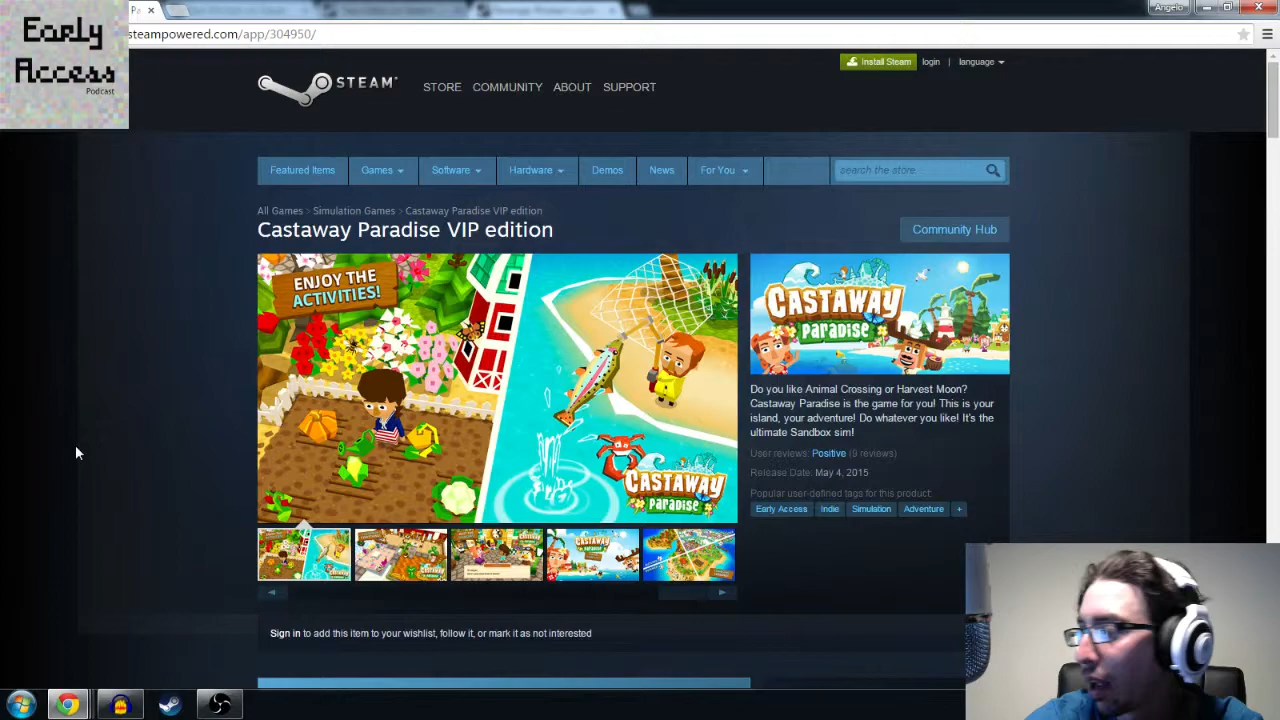 Early
Access
Podcast
Angelo
steampowered.com/app/304950/
Install Steam
login
language
STEAM
STORE
COMMUNITY
ABOUT
SUPPORT
Featured Items
Games
Software
Hardware
Demos
News
For You
search the store
All Games > Simulation Games > Castaway Paradise VIP edition
Castaway Paradise VIP edition
Community Hub
ENJOY THE
ACTIVITIES!
CASTAWAY
PARADISE
CASTAWAY
PARADISE
Do you like Animal Crossing or Harvest Moon?
Castaway Paradise is the game for you! This is your
island, your adventure! Do whatever you like! It's the
ultimate Sandbox sim!
User reviews: Positive (9 reviews)
Release Date: May 4, 2015
Popular user-defined tags for this product:
Early Access
Indie
Simulation
Adventure
+
Sign in to add this item to your wishlist, follow it, or mark it as not interested